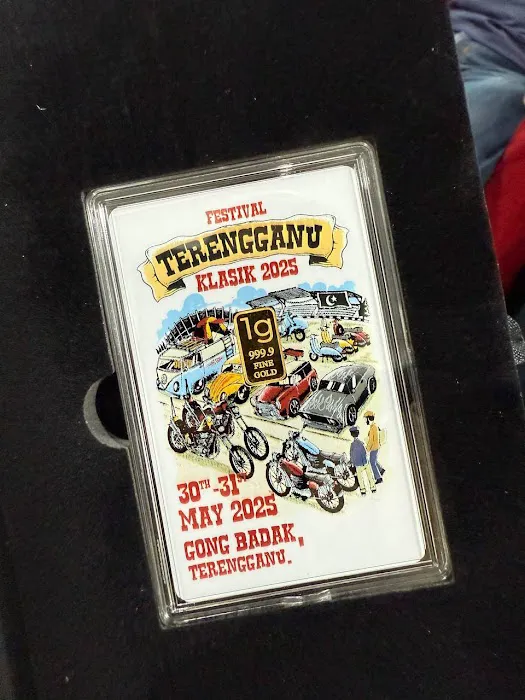 FESTIVAL
TERENGGANU
KLASIK 2025
1g
999.9
FINE
GOLD
30TH-31ST
MAY 2025
GONG BADAK,
TERENGGANU.